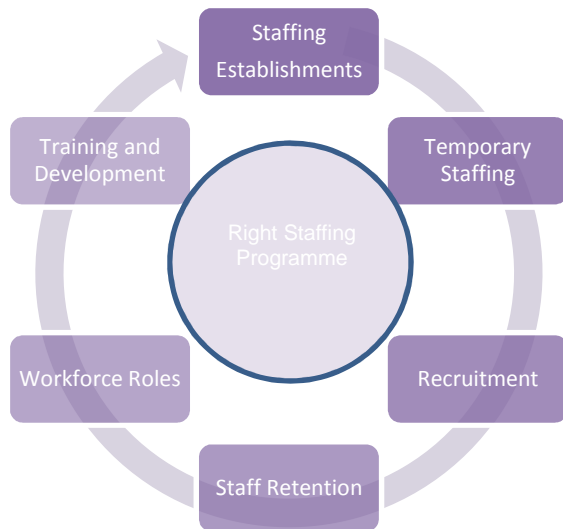 Staffing
Establishments
Temporary
Staffing
Recruitment
Staff Retention
Workforce Roles
Training and
Development
Right Staffing
Programme